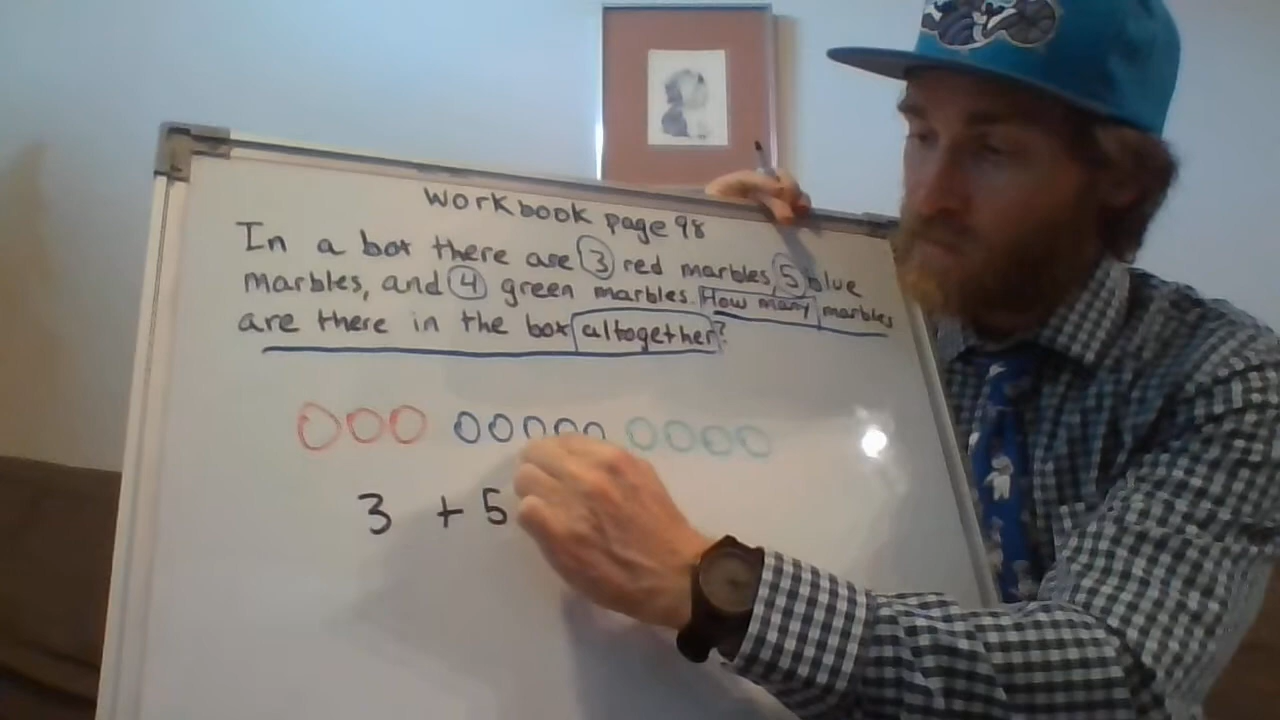 Workbook page 98
In a box there are 3 red marbles, 5 blue
marbles, and 4 green marbles. How many marbles
are there in the box altogether?
3 + 5